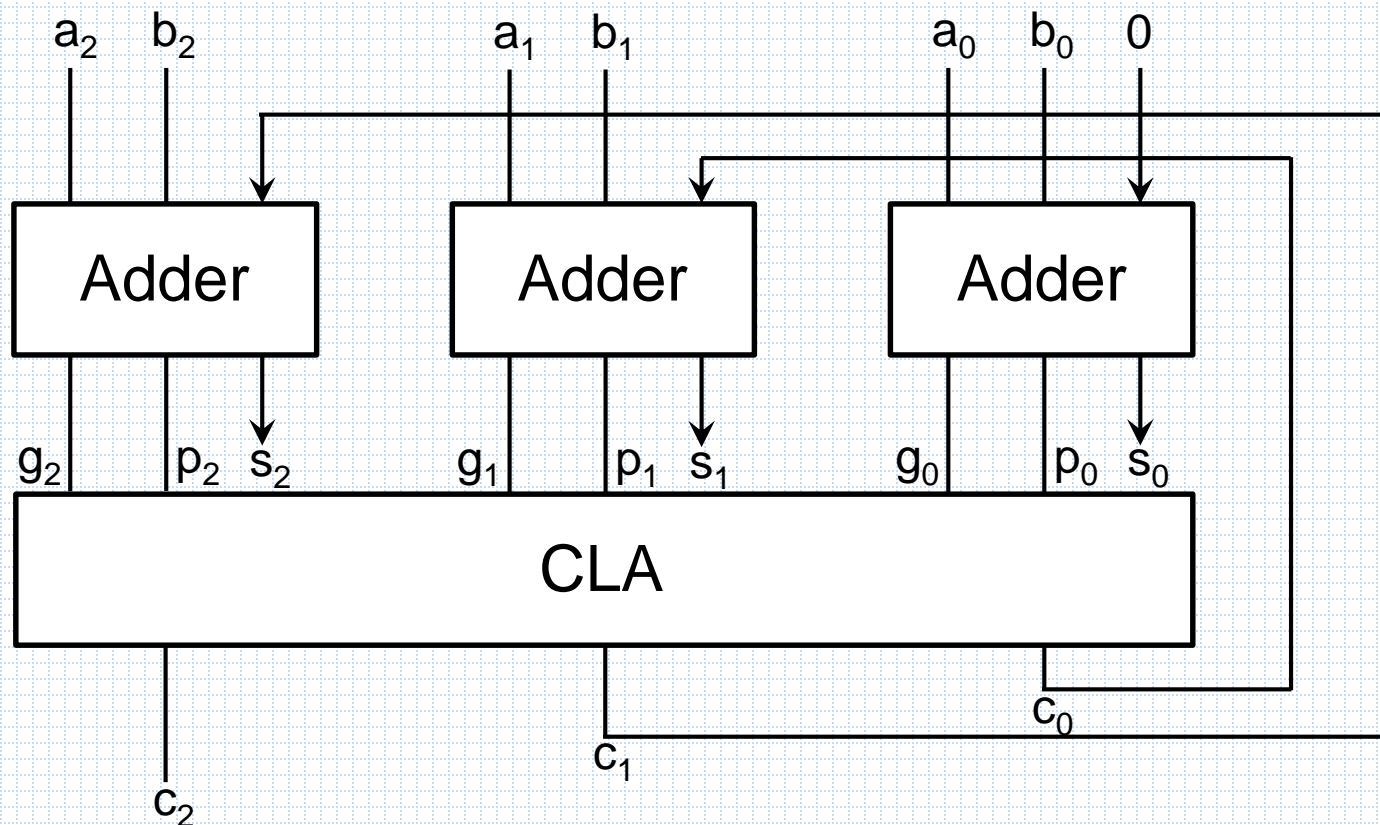 a₂ b₂ a₁ b₁ a₀ b₀ 0
Adder Adder Adder
g₂ p₂ s₂ g₁ p₁ s₁ g₀ p₀ s₀
CLA
c₀
c₁
c₂